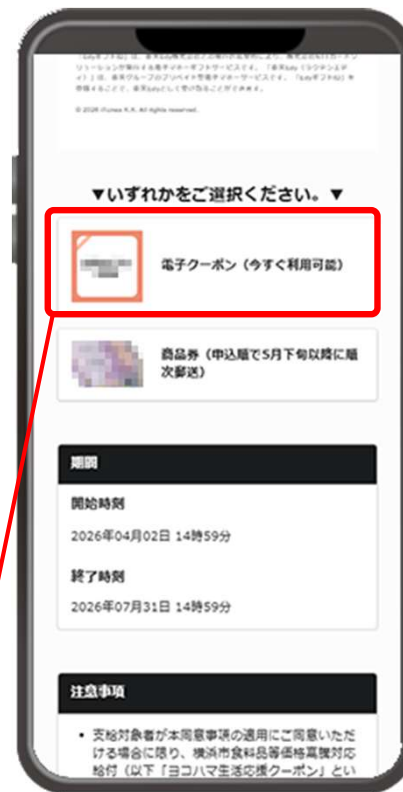 © 2026 iTunes K.K. All rights reserved.
▼いずれかをご選択ください。▼
電子クーポン（今すぐ利用可能）
商品券（申込順で5月下旬以降に順
次郵送）
期間
開始時刻
2026年04月02日 14時59分
終了時刻
2026年07月31日 14時59分
注意事項
• 支給対象者が本同意事項の適用にご同意いただ
ける場合に限り、横浜市食料品等価格高騰対応
給付（以下「ヨコハマ生活応援クーポン」とい